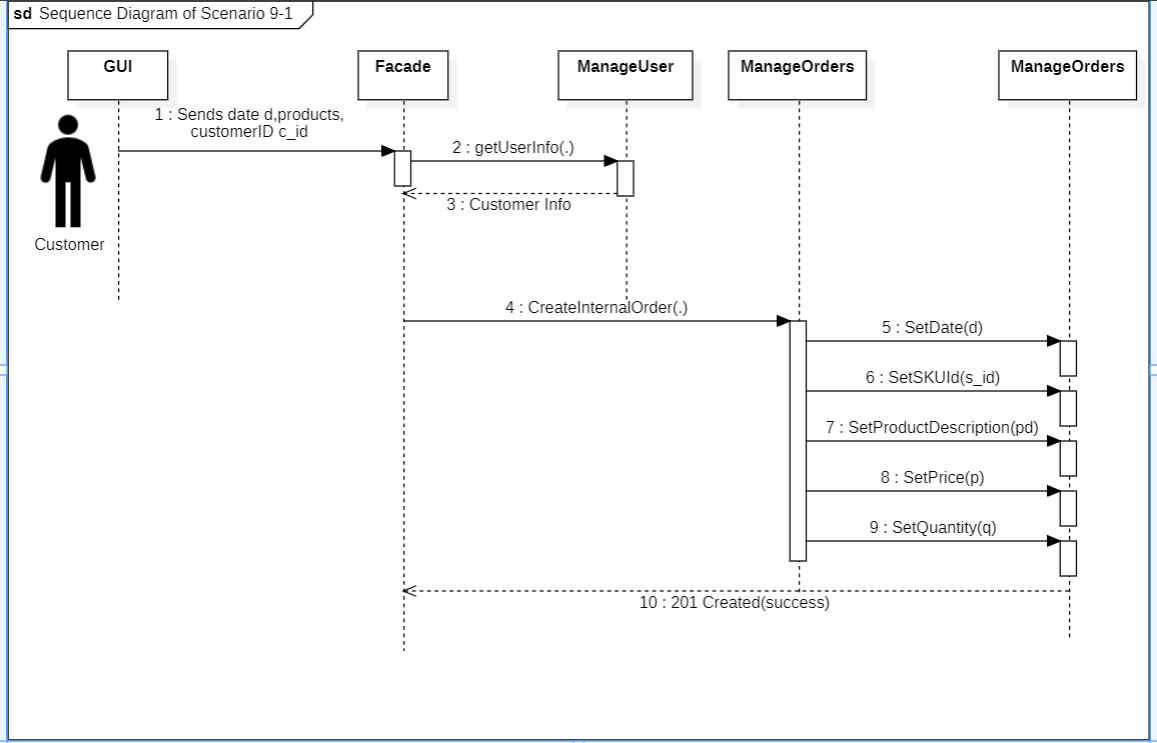 sd Sequence Diagram of Scenario 9-1
GUI
Facade
ManageUser
ManageOrders
ManageOrders
1 : Sends date d,products,
customerID c_id
2 : getUserInfo(.)
3 : Customer Info
Customer
4 : CreateInternalOrder(.)
5 : SetDate(d)
6 : SetSKUId(s_id)
7 : SetProductDescription(pd)
8 : SetPrice(p)
9 : SetQuantity(q)
10 : 201 Created(success)